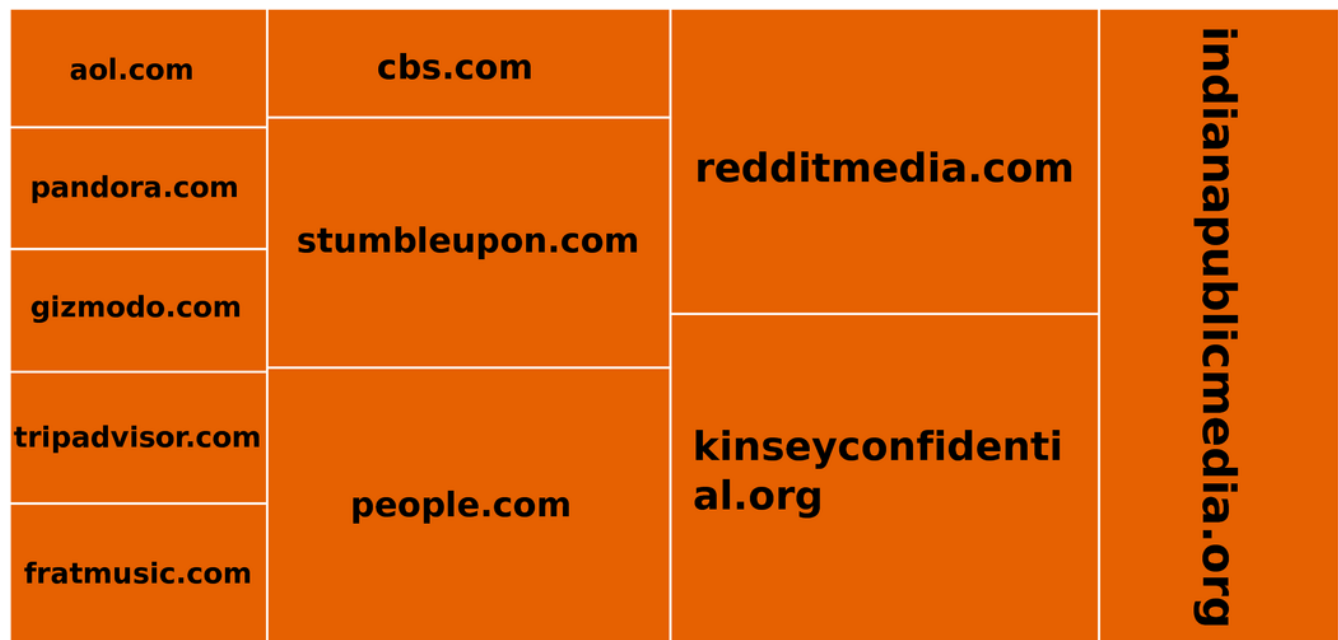 aol.com
pandora.com
gizmodo.com
tripadvisor.com
fratmusic.com
cbs.com
stumbleupon.com
people.com
redditmedia.com
kinseyconfidenti
al.org
indianapublicmedia.org